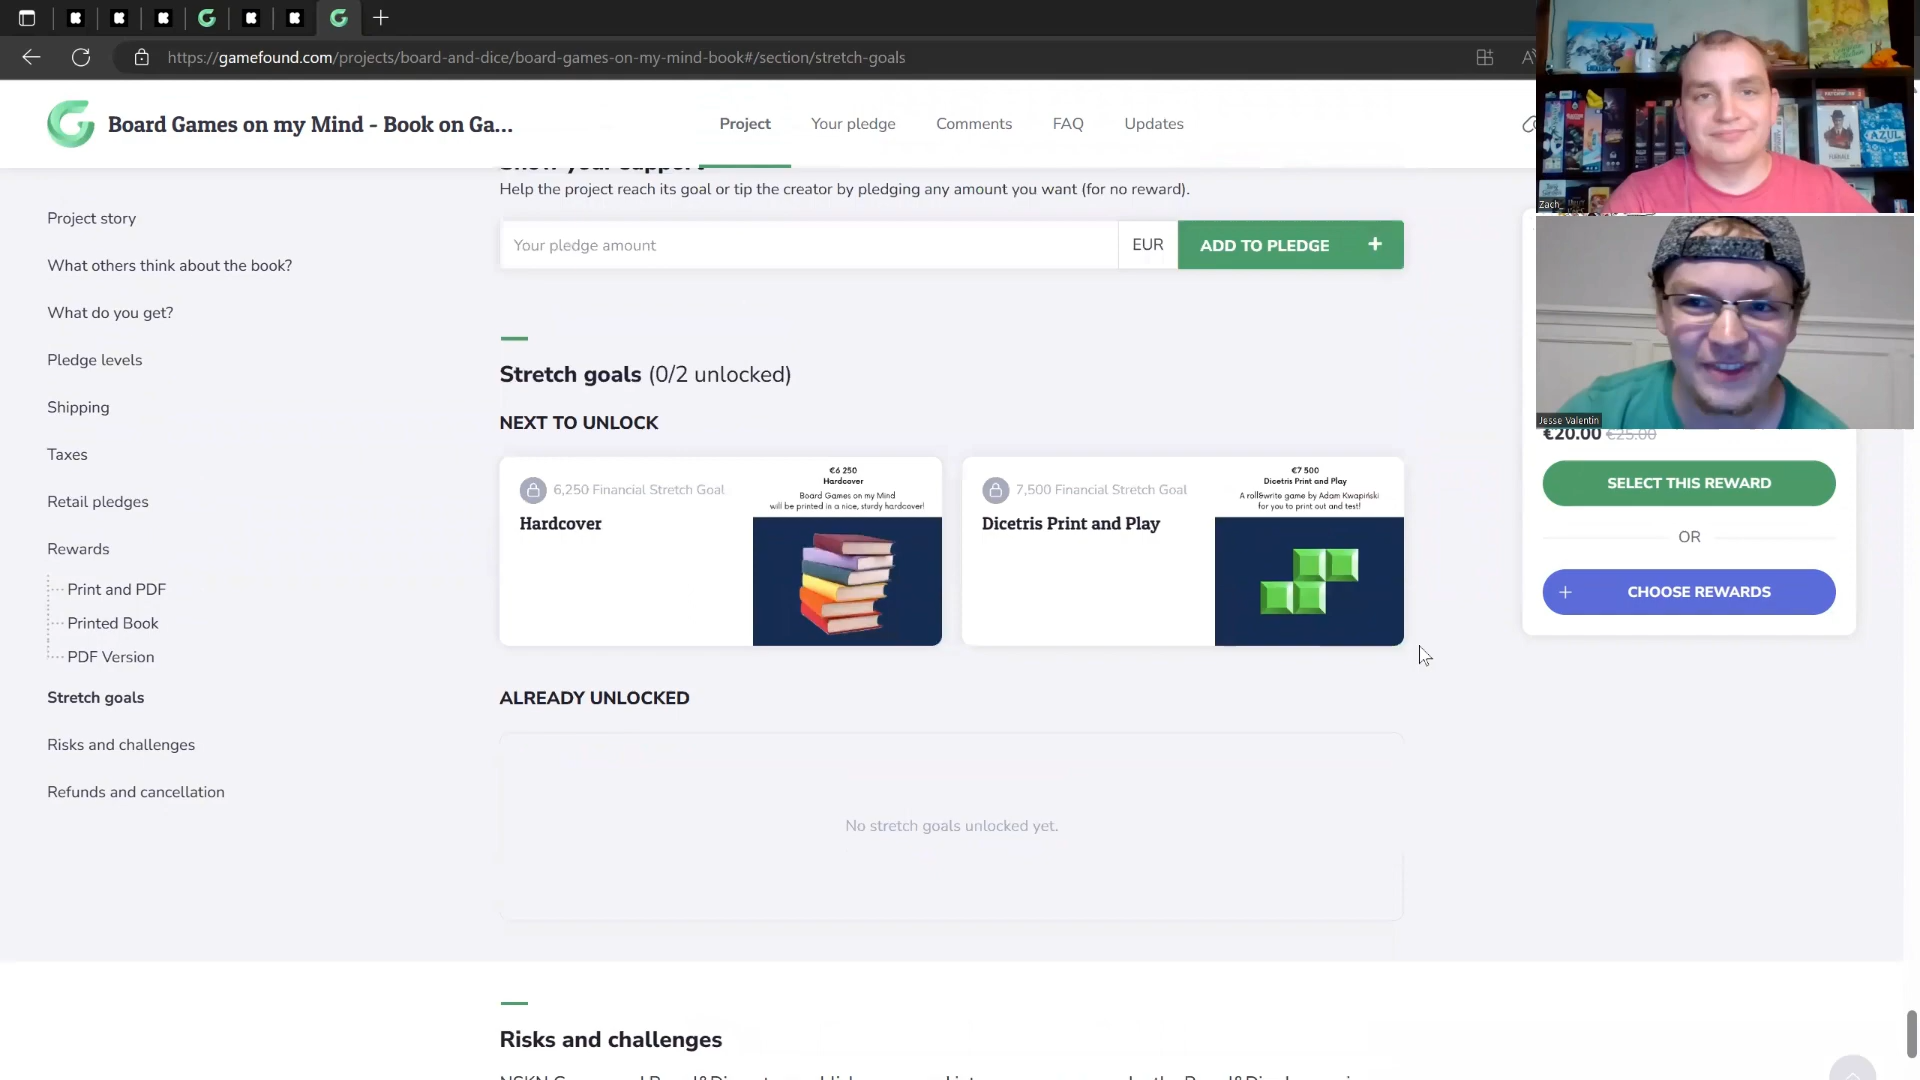 https://gamefound.com/projects/board-and-dice/board-games-on-my-mind-book#/section/stretch-goals
Board Games on my Mind - Book on Ga...
Project
Your pledge
Comments
FAQ
Updates
Show your support
Help the project reach its goal or tip the creator by pledging any amount you want (for no reward).
Your pledge amount
EUR
ADD TO PLEDGE +
Project story
What others think about the book?
What do you get?
Pledge levels
Shipping
Taxes
Retail pledges
Rewards
Print and PDF
Printed Book
PDF Version
Stretch goals
Risks and challenges
Refunds and cancellation
Stretch goals (0/2 unlocked)
NEXT TO UNLOCK
6,250 Financial Stretch Goal
Hardcover
€6 250
Hardcover
Board Games on my Mind
will be printed in a nice, sturdy hardcover!
7,500 Financial Stretch Goal
Dicetris Print and Play
€7 500
Dicetris Print and Play
A roll&write game by Adam Kwapiński
for you to print out and test!
ALREADY UNLOCKED
No stretch goals unlocked yet.
Risks and challenges
Zach_
AZUL
Jesse Valentin
€20.00 €25.00
SELECT THIS REWARD
OR
+ CHOOSE REWARDS